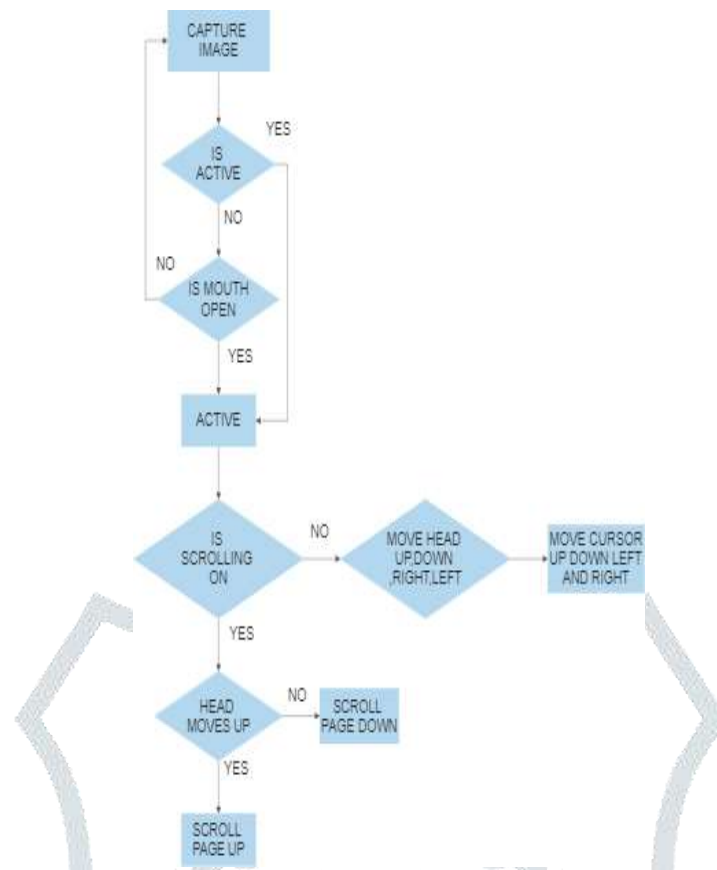 CAPTURE
IMAGE
YES
IS
ACTIVE
NO
NO
IS MOUTH
OPEN
YES
ACTIVE
IS
SCROLLING
ON
NO
MOVE HEAD
UP,DOWN
,RIGHT,LEFT
MOVE CURSOR
UP DOWN LEFT
AND RIGHT
YES
HEAD
MOVES UP
NO
SCROLL
PAGE DOWN
YES
SCROLL
PAGE UP